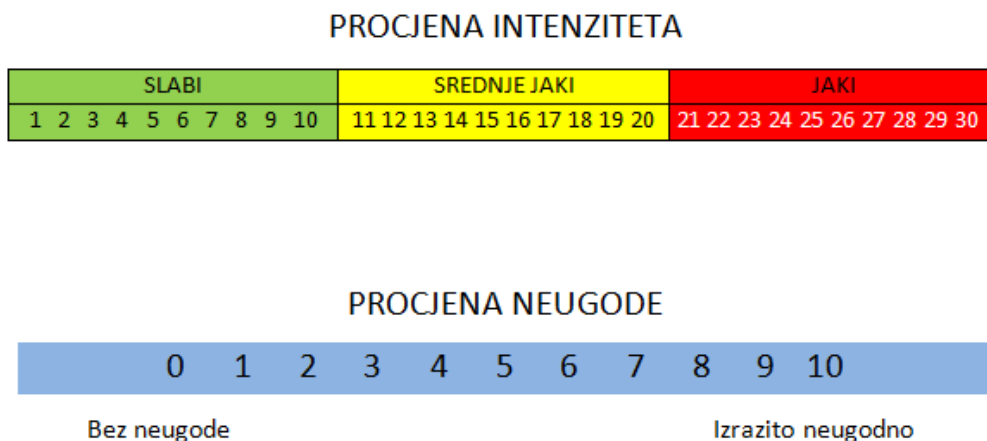 PROCJENA INTENZITETA
SLABI SREDNJE JAKI JAKI
1 2 3 4 5 6 7 8 9 10 11 12 13 14 15 16 17 18 19 20 21 22 23 24 25 26 27 28 29 30
PROCJENA NEUGODE
0 1 2 3 4 5 6 7 8 9 10
Bez neugode Izrazito neugodno